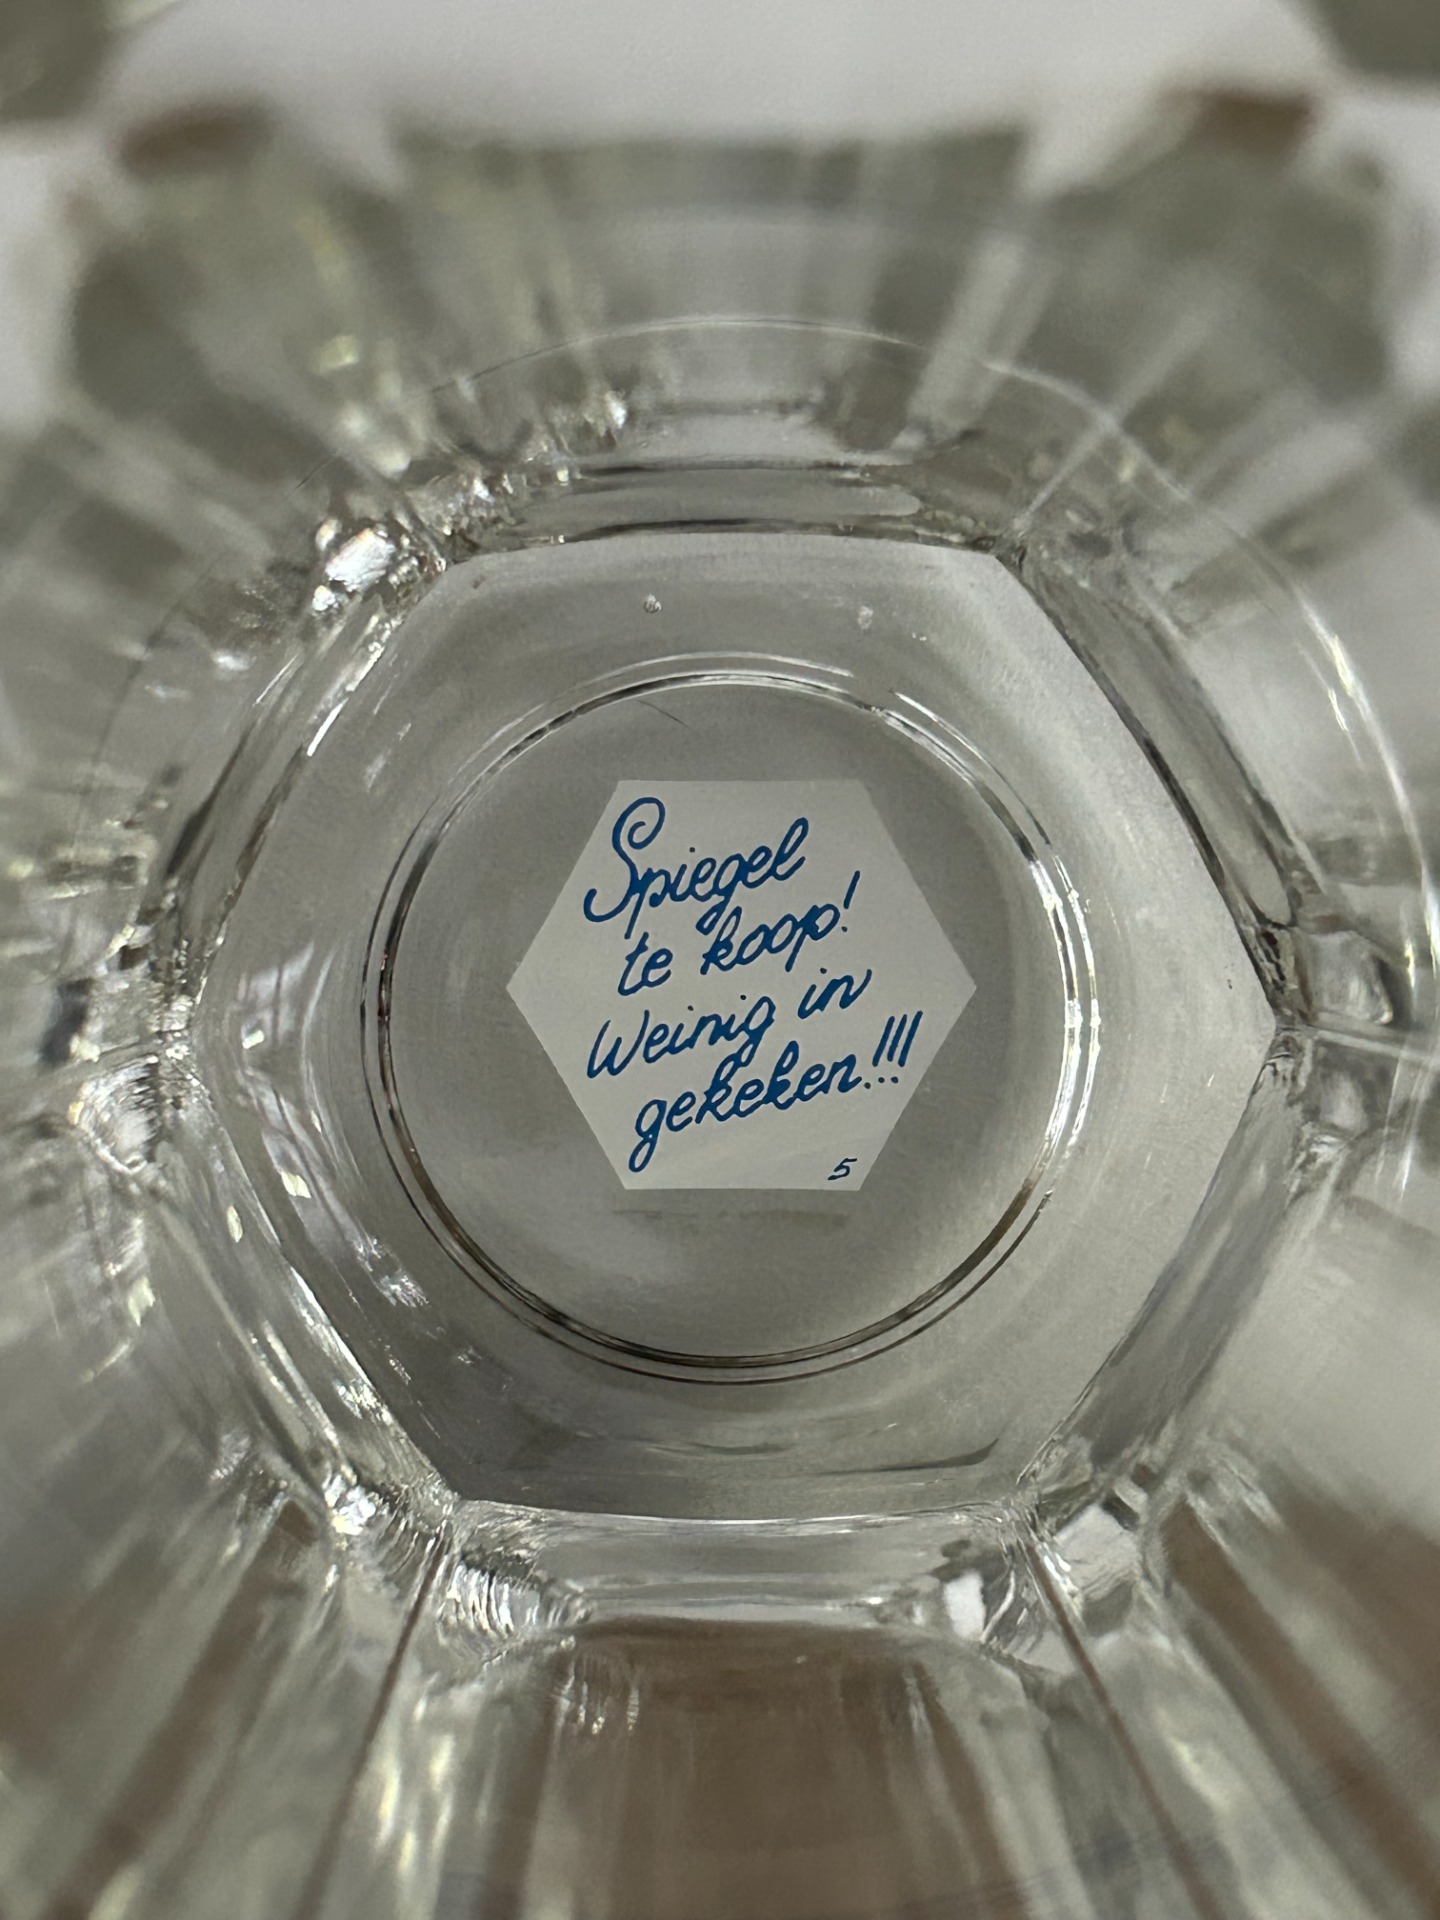 Spiegel
te koop!
Weinig in
gekeken!!!
5